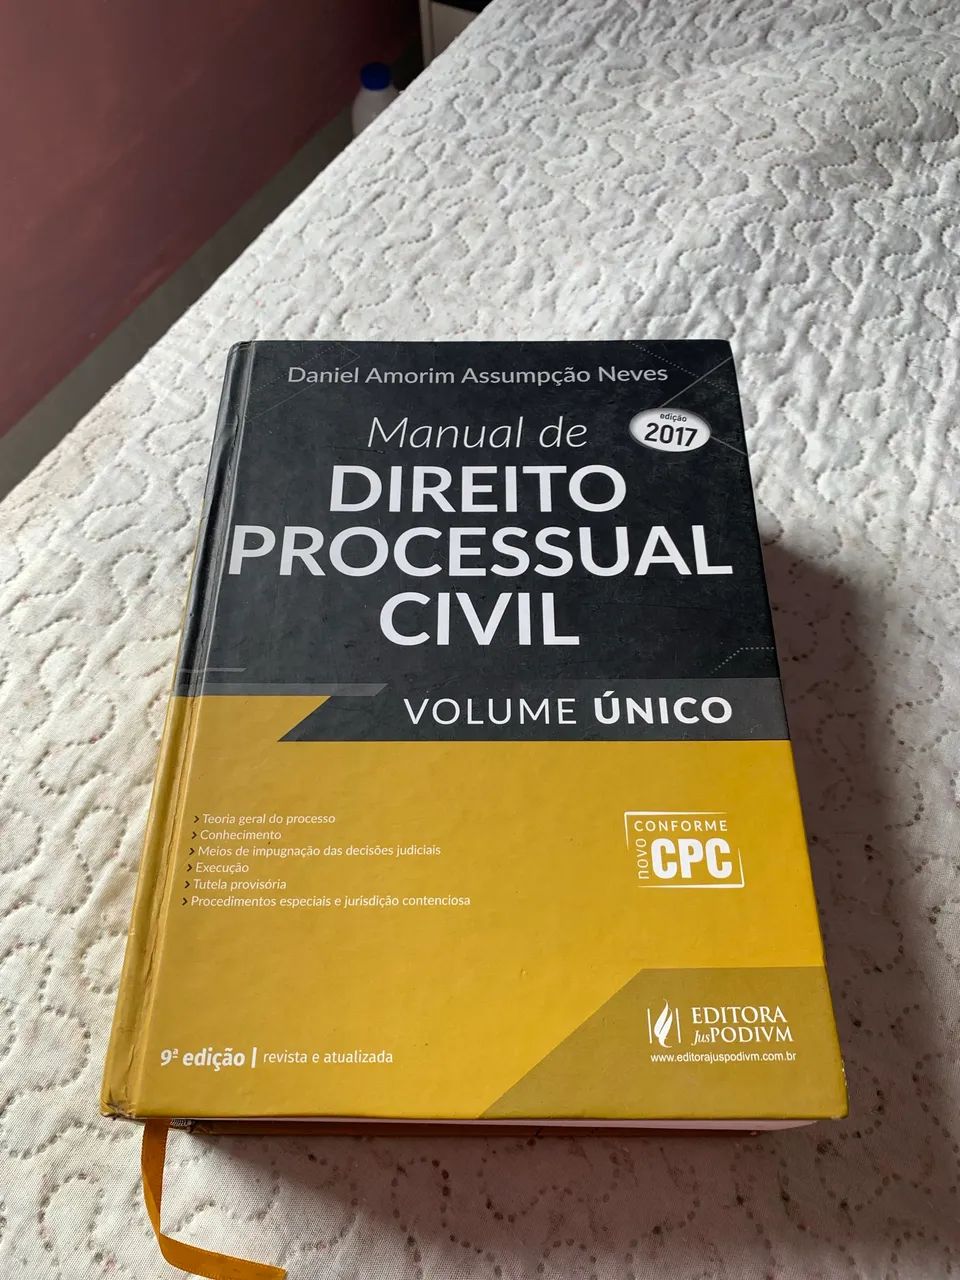 Daniel Amorim Assumpção Neves
edição
2017
Manual de
DIREITO
PROCESSUAL
CIVIL
VOLUME ÚNICO
› Teoria geral do processo
› Conhecimento
› Meios de impugnação das decisões judiciais
› Execução
› Tutela provisória
› Procedimentos especiais e jurisdição contenciosa
CONFORME
novo
CPC
9ª edição | revista e atualizada
EDITORA
JusPODIVM
www.editorajuspodivm.com.br